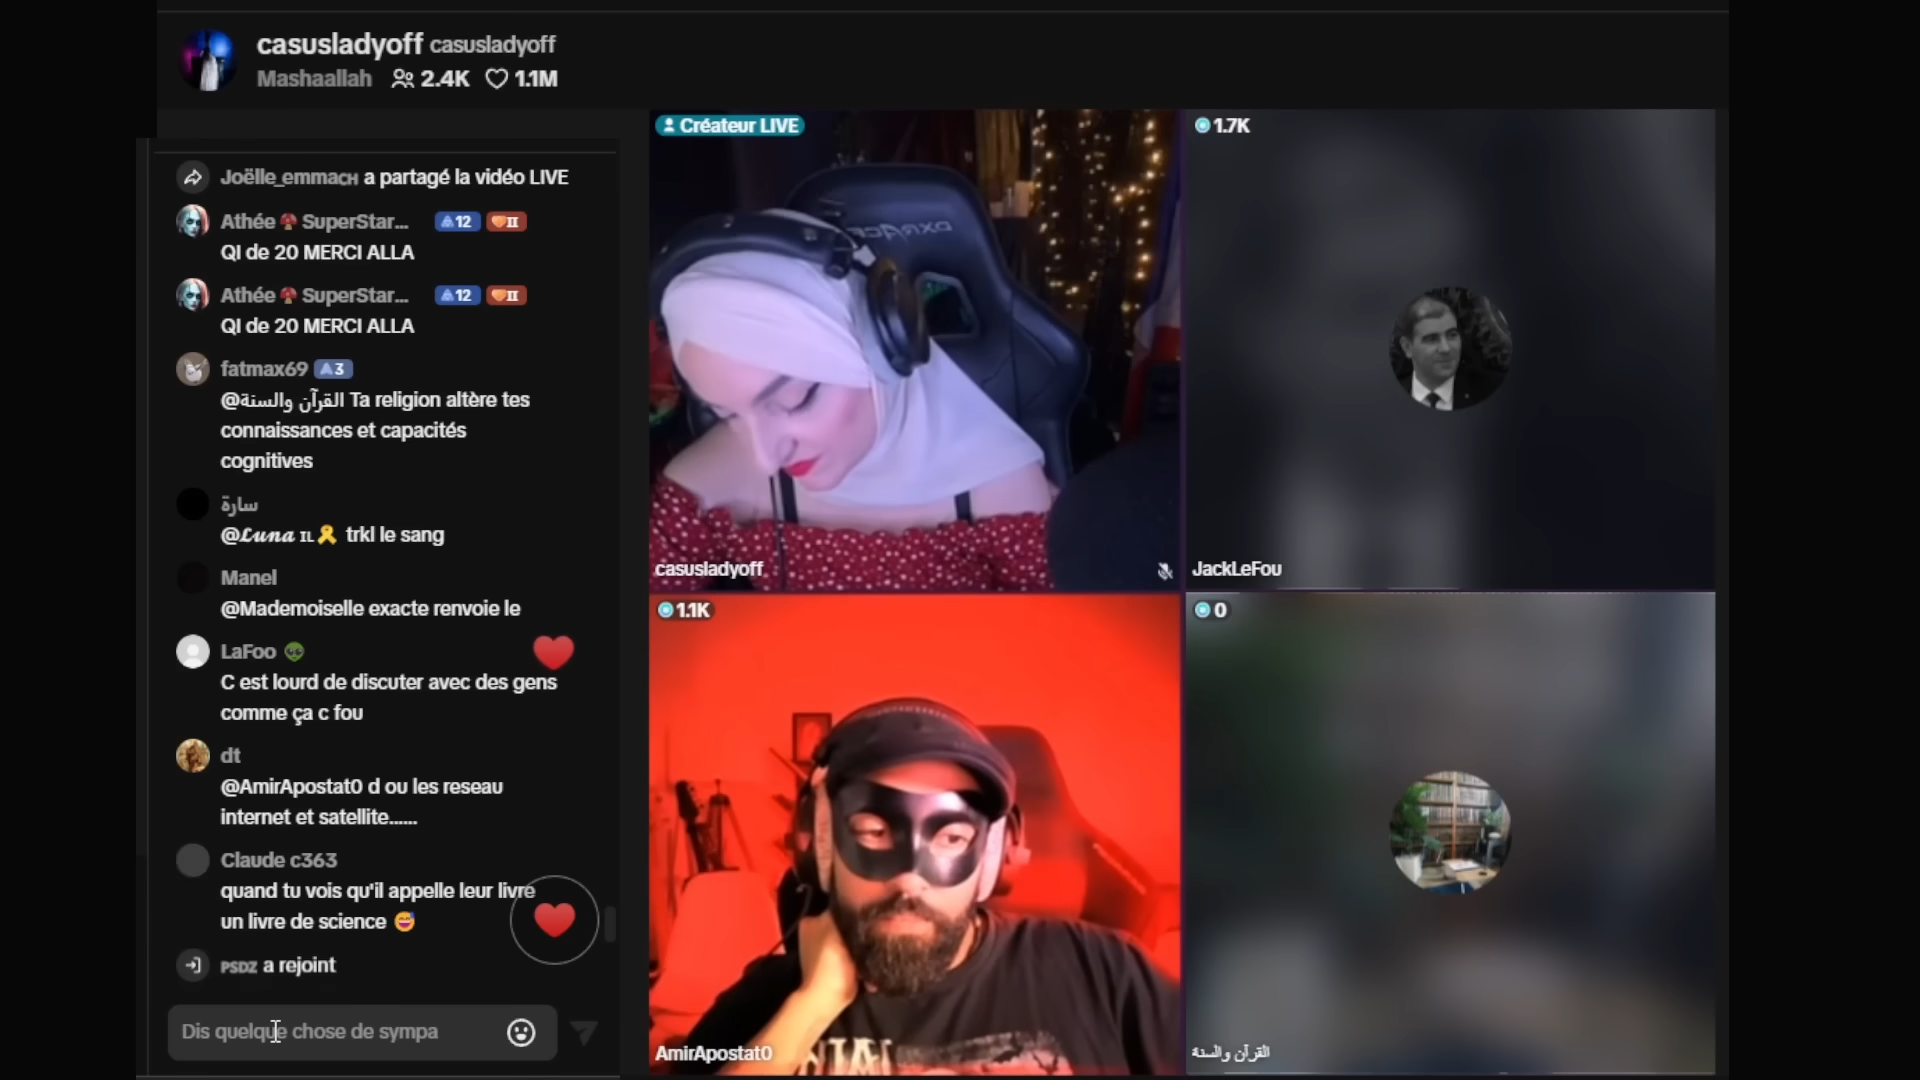 casusladyoff casusladyoff
Mashaallah 2.4K 1.1M
Joëlle_emmaCH a partagé la vidéo LIVE
Athée 🍄 SuperStar... 12 II
QI de 20 MERCI ALLA
Athée 🍄 SuperStar... 12 II
QI de 20 MERCI ALLA
fatmax69 3
@القرآن والسنة Ta religion altère tes
connaissances et capacités
cognitives
سارة
@𝓛𝓾𝓷𝓪 IL🎗️ trkl le sang
Manel
@Mademoiselle exacte renvoie le
LaFoo 👽
C est lourd de discuter avec des gens
comme ça c fou
dt
@AmirApostat0 d ou les reseau
internet et satellite......
Claude c363
quand tu vois qu'il appelle leur livre
un livre de science 😅
PSDZ a rejoint
Dis quelque chose de sympa
Créateur LIVE
DXRACER
casusladyoff
1.7K
JackLeFou
1.1K
AmirApostat0
0
القرآن والسنة